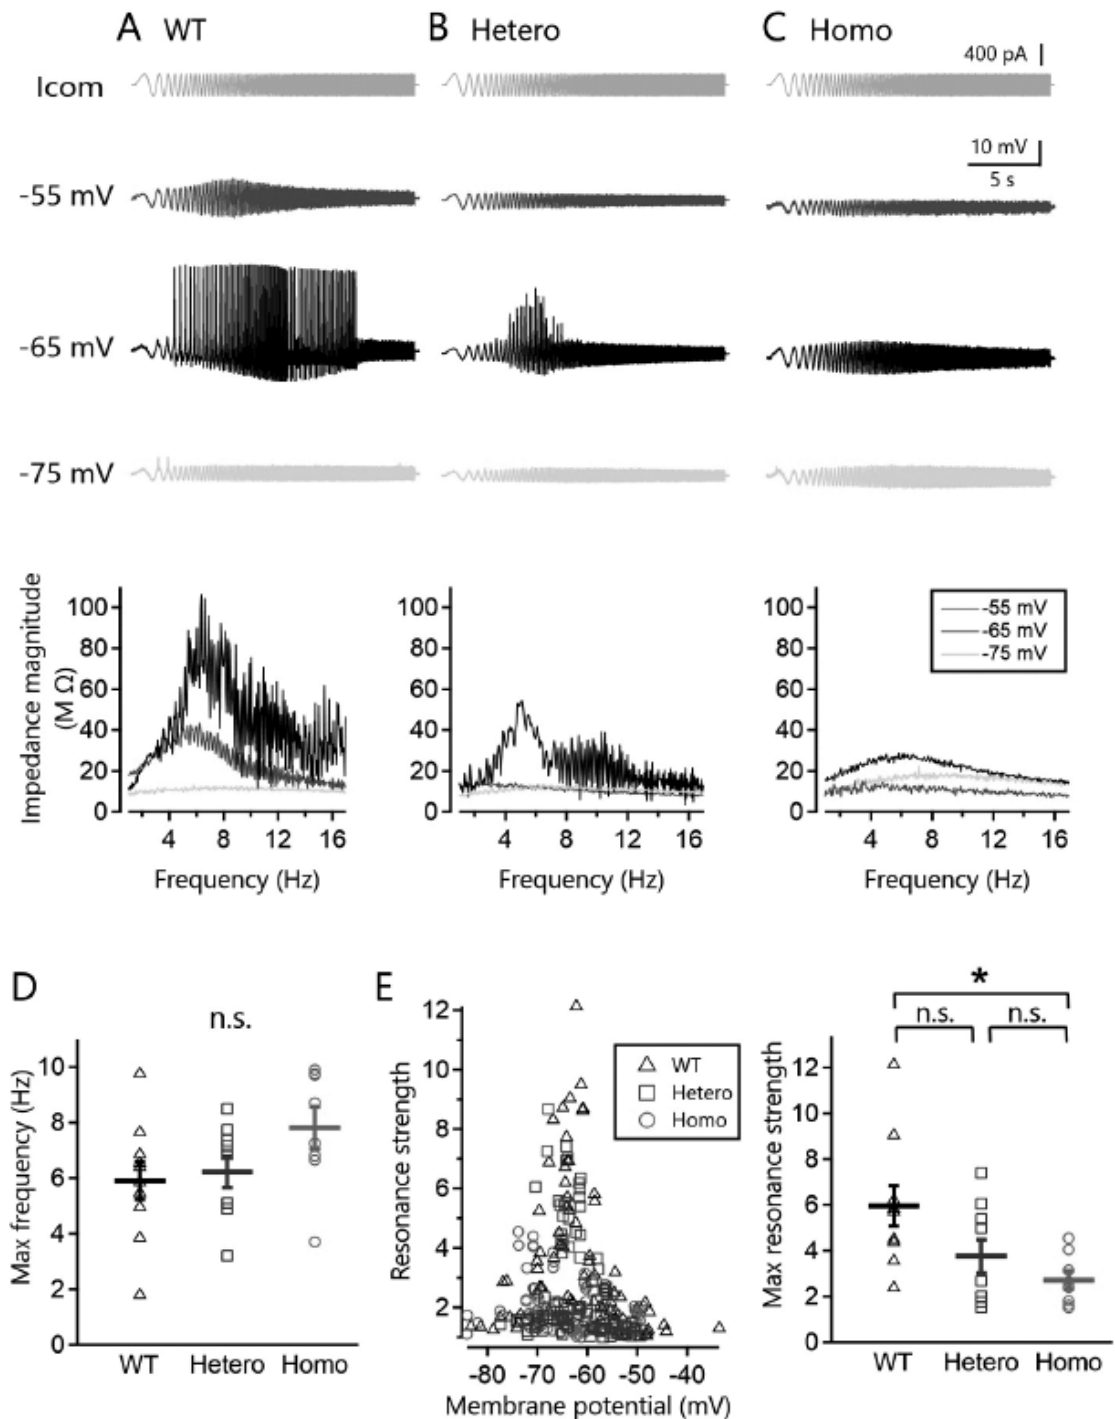 A WT
B Hetero
C Homo
400 pA
Icom
10 mV
5 s
-55 mV
-65 mV
-75 mV
Impedance magnitude
(M Ω)
100
80
60
40
20
0
4 8 12 16
Frequency (Hz)
100
80
60
40
20
0
4 8 12 16
Frequency (Hz)
100
80
60
40
20
0
4 8 12 16
Frequency (Hz)
-55 mV
-65 mV
-75 mV
D
n.s.
Max frequency (Hz)
10
8
6
4
2
0
WT Hetero Homo
E
Resonance strength
12
10
8
6
4
2
-80 -70 -60 -50 -40
Membrane potential (mV)
WT
Hetero
Homo
*
n.s. n.s.
Max resonance strength
12
10
8
6
4
2
0
WT Hetero Homo